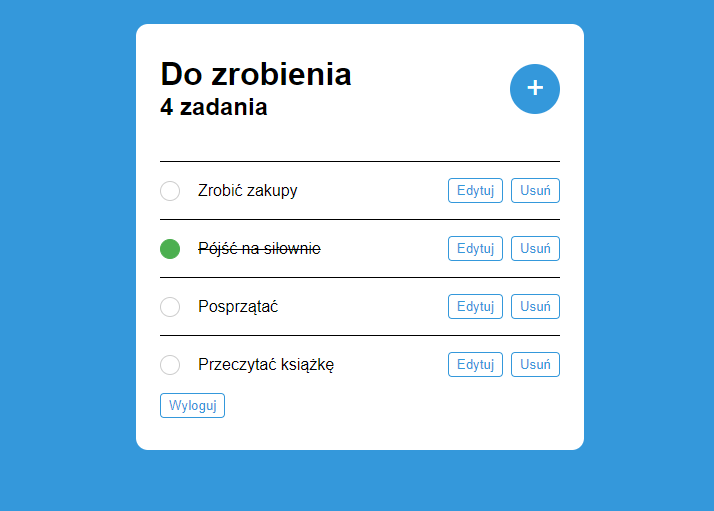 Do zrobienia
4 zadania
+
Zrobić zakupy Edytuj Usuń
Pójść na siłownie Edytuj Usuń
Posprzątać Edytuj Usuń
Przeczytać książkę Edytuj Usuń
Wyloguj